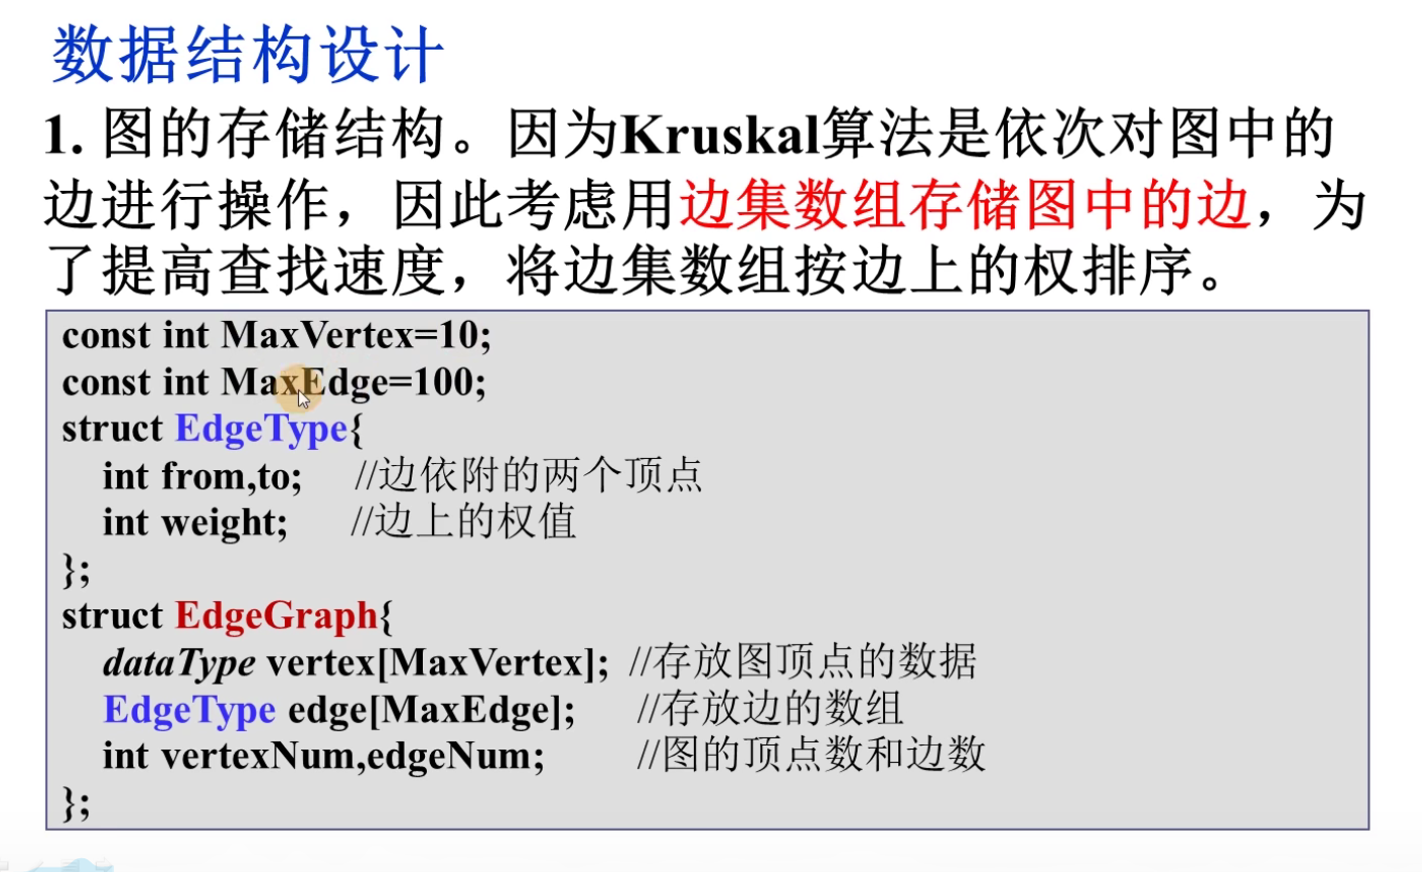 数据结构设计
1. 图的存储结构。因为Kruskal算法是依次对图中的
边进行操作，因此考虑用边集数组存储图中的边，为
了提高查找速度，将边集数组按边上的权排序。
const int MaxVertex=10;
const int MaxEdge=100;
struct EdgeType{
int from,to; //边依附的两个顶点
int weight; //边上的权值
};
struct EdgeGraph{
dataType vertex[MaxVertex]; //存放图顶点的数据
EdgeType edge[MaxEdge]; //存放边的数组
int vertexNum,edgeNum; //图的顶点数和边数
};